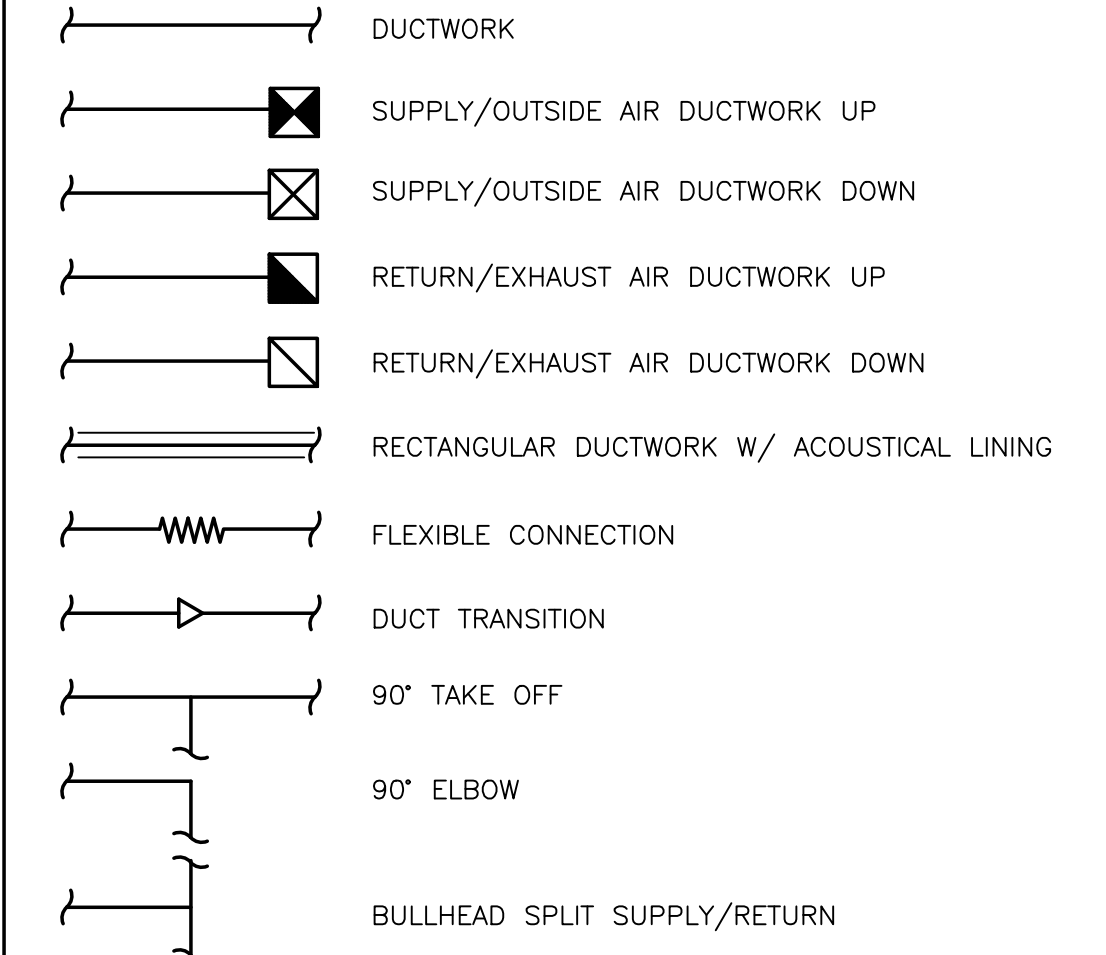 DUCTWORK
SUPPLY/OUTSIDE AIR DUCTWORK UP
SUPPLY/OUTSIDE AIR DUCTWORK DOWN
RETURN/EXHAUST AIR DUCTWORK UP
RETURN/EXHAUST AIR DUCTWORK DOWN
RECTANGULAR DUCTWORK W/ ACOUSTICAL LINING
FLEXIBLE CONNECTION
DUCT TRANSITION
90° TAKE OFF
90° ELBOW
BULLHEAD SPLIT SUPPLY/RETURN